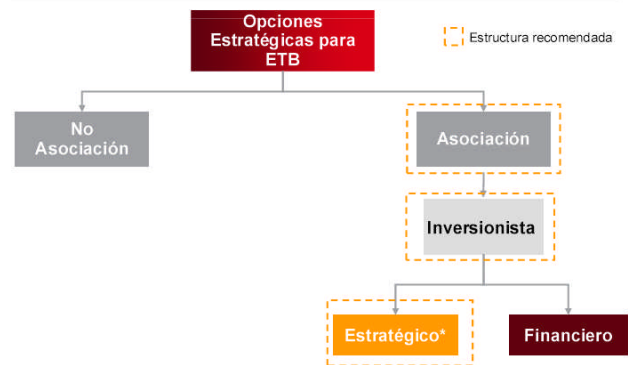 Opciones
Estratégicas para
ETB
Estructura recomendada
No
Asociación
Asociación
Inversionista
Estratégico*
Financiero